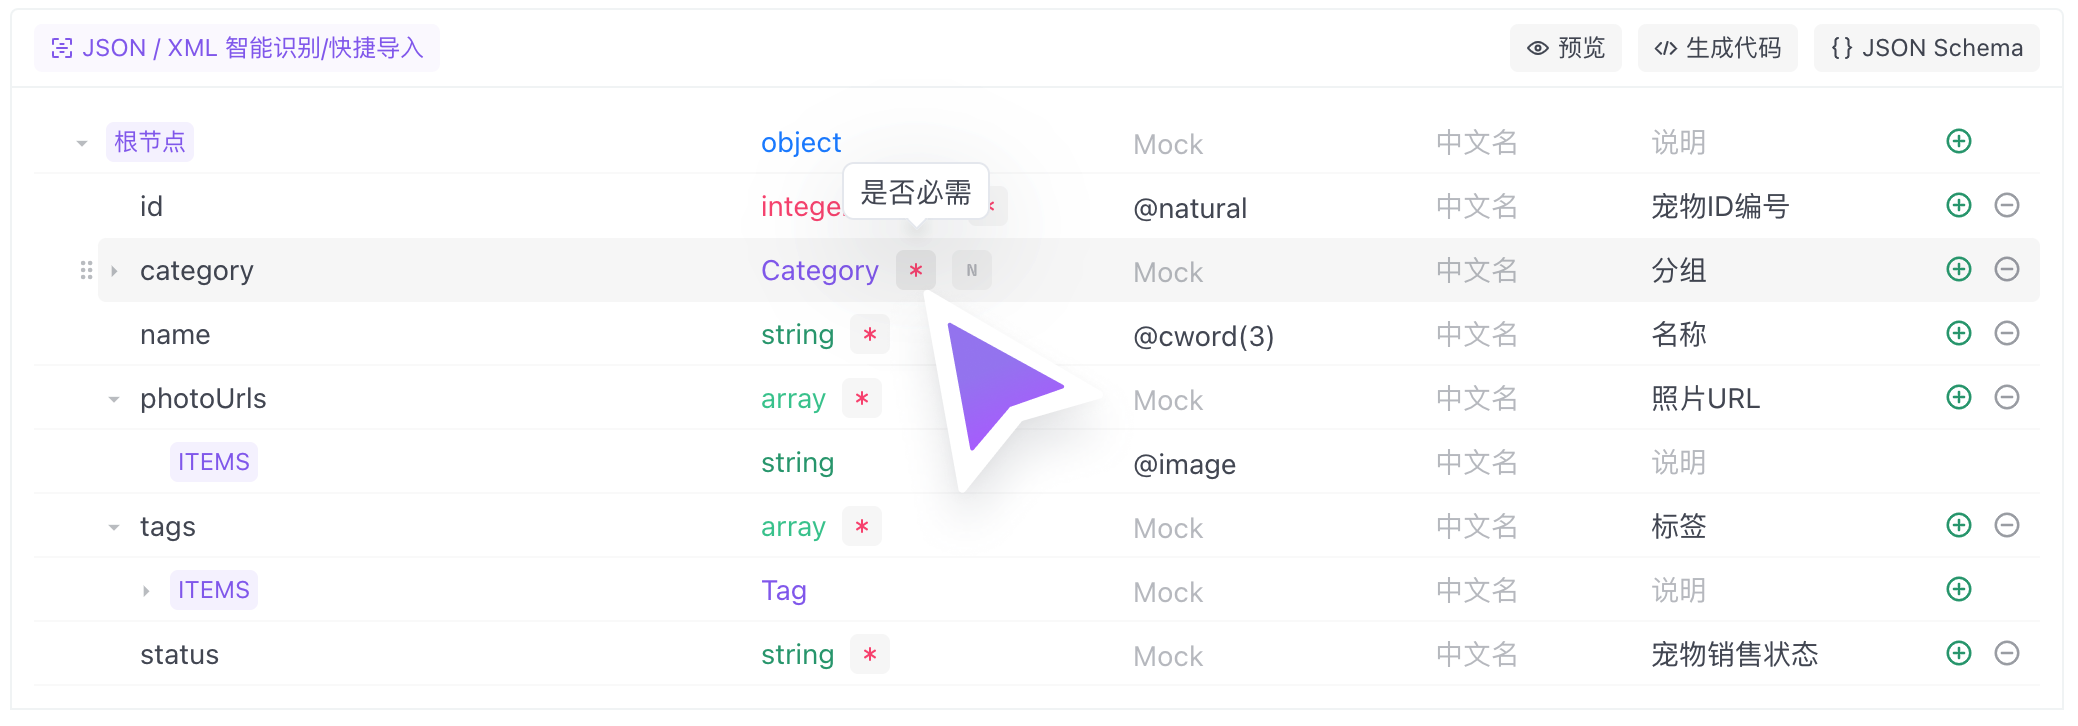 JSON / XML 智能识别/快捷导入 预览 </> 生成代码 {} JSON Schema
根节点 object Mock 中文名 说明
是否必需
id * @natural 中文名 宠物ID编号
category Category * N Mock 中文名 分组
name string * @cword(3) 中文名 名称
photoUrls array * Mock 中文名 照片URL
ITEMS string @image 中文名 说明
tags array * Mock 中文名 标签
ITEMS Tag Mock 中文名 说明
status string * Mock 中文名 宠物销售状态